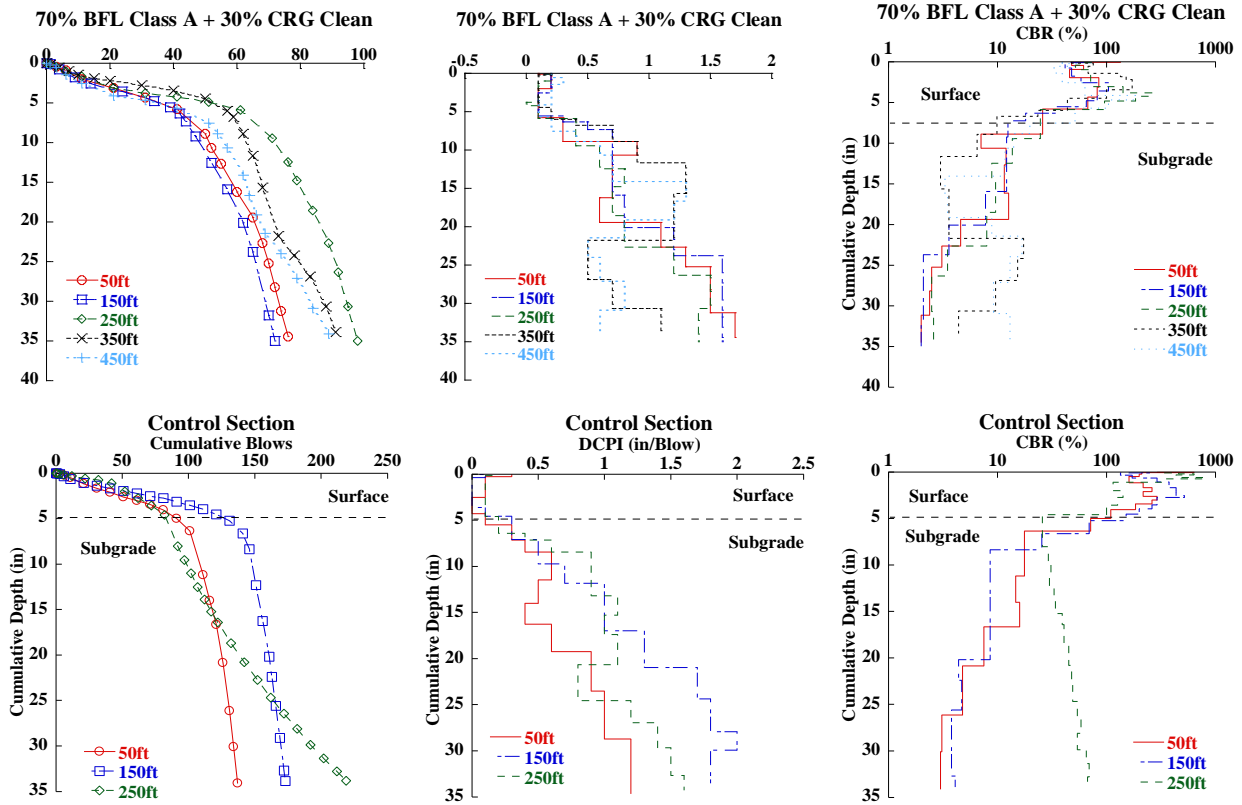 70% BFL Class A + 30% CRG Clean
0 20 40 60 80 100
0
5
10
15
20
25
30
35
40
50ft
150ft
250ft
350ft
450ft
70% BFL Class A + 30% CRG Clean
-0.5 0 0.5 1 1.5 2
0
5
10
15
20
25
30
35
40
50ft
150ft
250ft
350ft
450ft
70% BFL Class A + 30% CRG Clean
CBR (%)
1 10 100 1000
0
5
10
15
20
25
30
35
40
Cumulative Depth (in)
Surface
Subgrade
50ft
150ft
250ft
350ft
450ft
Control Section
Cumulative Blows
0 50 100 150 200 250
0
5
10
15
20
25
30
35
Cumulative Depth (in)
Surface
Subgrade
50ft
150ft
250ft
Control Section
DCPI (in/Blow)
0 0.5 1 1.5 2 2.5
0
5
10
15
20
25
30
35
Cumulative Depth (in)
Surface
Subgrade
50ft
150ft
250ft
Control Section
CBR (%)
1 10 100 1000
0
5
10
15
20
25
30
35
Cumulative Depth (in)
Surface
Subgrade
50ft
150ft
250ft